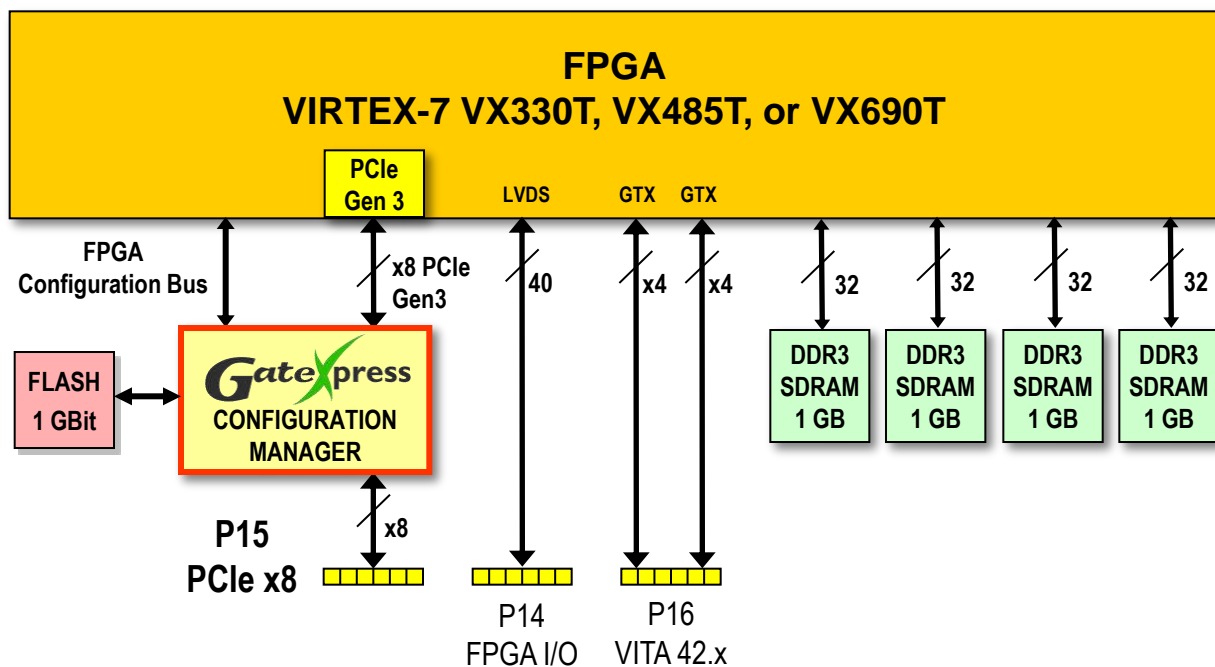 FPGA
VIRTEX-7 VX330T, VX485T, or VX690T
PCIe
Gen 3
LVDS
GTX
GTX
FPGA
Configuration Bus
x8 PCIe
Gen3
40
x4
x4
32
32
32
32
FLASH
1 GBit
GateXpress
CONFIGURATION
MANAGER
DDR3
SDRAM
1 GB
DDR3
SDRAM
1 GB
DDR3
SDRAM
1 GB
DDR3
SDRAM
1 GB
x8
P15
PCIe x8
P14
FPGA I/O
P16
VITA 42.x